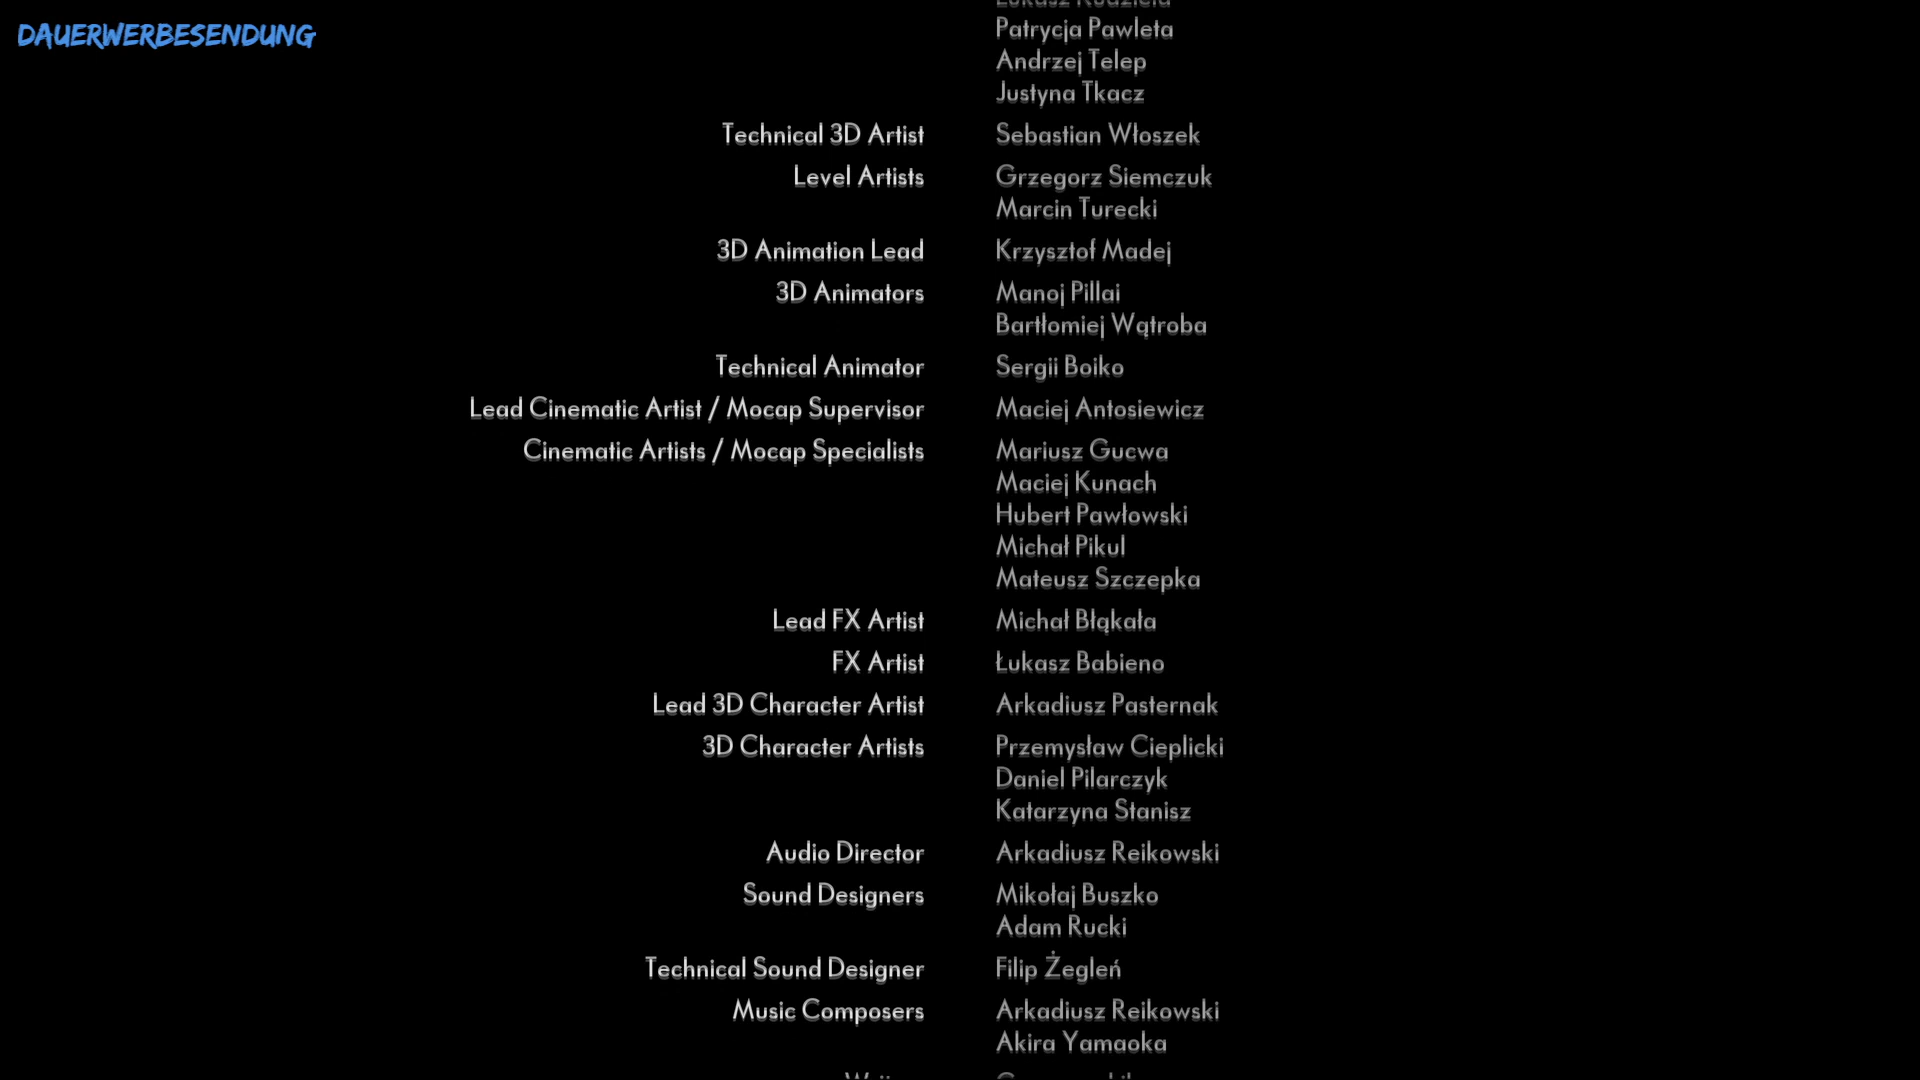 DAUERWERBESENDUNG
Patrycja Pawleta
Andrzej Telep
Justyna Tkacz
Technical 3D Artist Sebastian Włoszek
Level Artists Grzegorz Siemczuk
Marcin Turecki
3D Animation Lead Krzysztof Madej
3D Animators Manoj Pillai
Bartłomiej Wątroba
Technical Animator Sergii Boiko
Lead Cinematic Artist / Mocap Supervisor Maciej Antosiewicz
Cinematic Artists / Mocap Specialists Mariusz Gucwa
Maciej Kunach
Hubert Pawłowski
Michał Pikul
Mateusz Szczepka
Lead FX Artist Michał Błąkała
FX Artist Łukasz Babieno
Lead 3D Character Artist Arkadiusz Pasternak
3D Character Artists Przemysław Cieplicki
Daniel Pilarczyk
Katarzyna Stanisz
Audio Director Arkadiusz Reikowski
Sound Designers Mikołaj Buszko
Adam Rucki
Technical Sound Designer Filip Żegleń
Music Composers Arkadiusz Reikowski
Akira Yamaoka